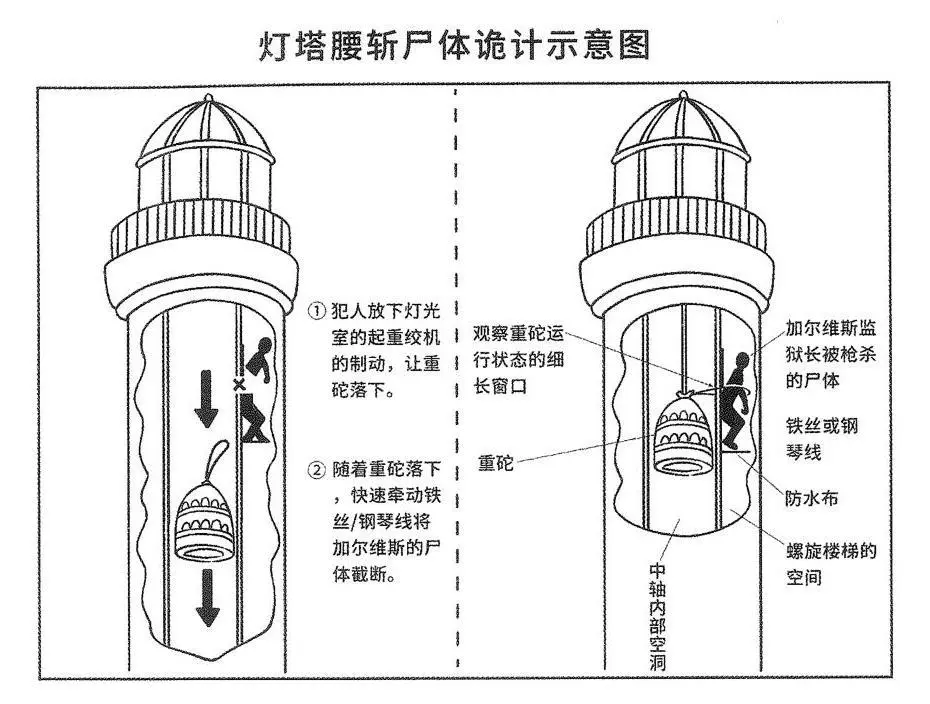 灯塔腰斩尸体诡计示意图
① 犯人放下灯光
室的起重绞机
的制动，让重
砣落下。
② 随着重砣落下
，快速牵动铁
丝/钢琴线将
加尔维斯的尸
体截断。
观察重砣运
行状态的细
长窗口
重砣
加尔维斯监
狱长被枪杀
的尸体
铁丝或钢
琴线
防水布
螺旋楼梯的
空间
中轴内部空洞